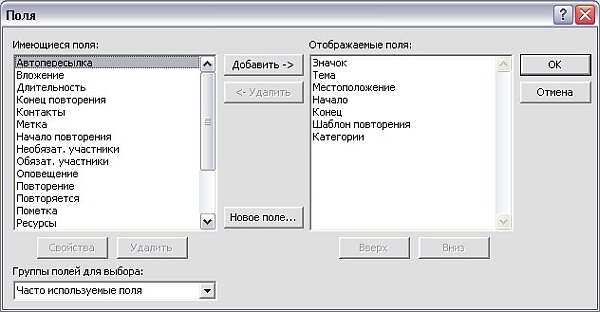 Поля
Имеющиеся поля:
Автопересылка
Вложение
Длительность
Конец повторения
Контакты
Метка
Начало повторения
Необязат. участники
Обязат. участники
Оповещение
Повторение
Повторяется
Пометка
Ресурсы
Свойства
Удалить
Группы полей для выбора:
Часто используемые поля
Добавить ->
<- Удалить
Новое поле...
Отображаемые поля:
Значок
Тема
Местоположение
Начало
Конец
Шаблон повторения
Категории
Вверх
Вниз
OK
Отмена